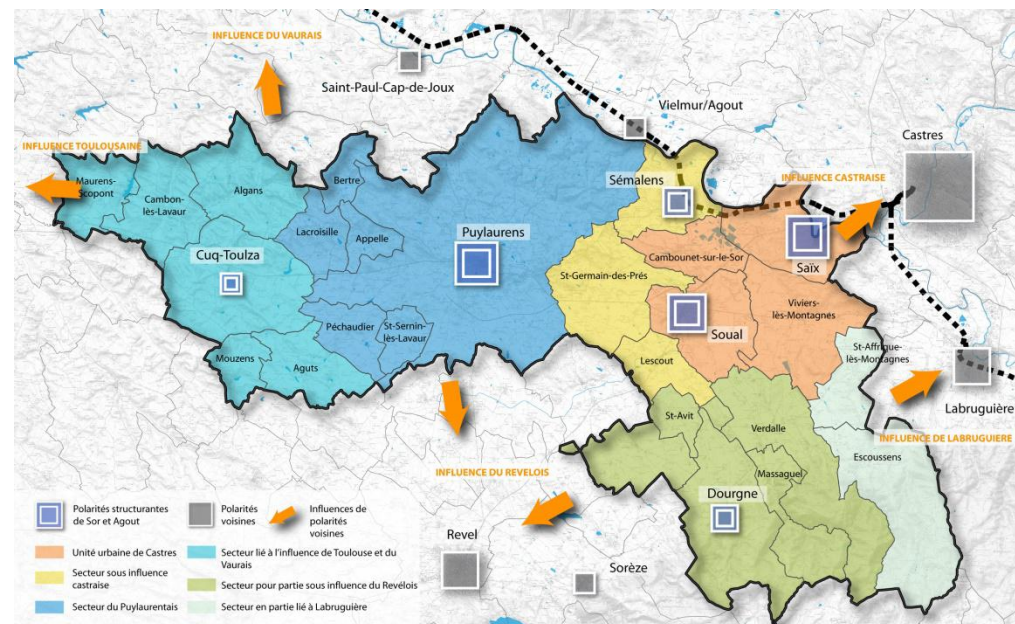 INFLUENCE DU VAURAIS
Saint-Paul-Cap-de-Joux
Vielmur/Agout
Castres
INFLUENCE TOULOUSAINE
Maurens-
Scopont
Cambon-
lès-Lavaur
Algans
Bertre
Lacroisille
Appelle
Puylaurens
Sémalens
INFLUENCE CASTRAISE
Cuq-Toulza
Cambounet-sur-le-Sor
Saïx
St-Germain-des-Prés
Viviers-
lès-Montagnes
Soual
Péchaudier
St-Sernin-
lès-Lavaur
Mouzens
Aguts
Lescout
St-Affrique-
lès-Montagnes
Labruguière
St-Avit
Verdalle
INFLUENCE DE LABRUGUIERE
Escoussens
INFLUENCE DU REVELOIS
Massaguel
Dourgne
Revel
Sorèze
Polarités structurantes
de Sor et Agout
Polarités
voisines
Influences de
polarités
voisines
Unité urbaine de Castres
Secteur sous influence
castraise
Secteur du Puylaurentais
Secteur lié à l'influence de Toulouse et du
Vaurais
Secteur pour partie sous influence du Revélois
Secteur en partie lié à Labruguière